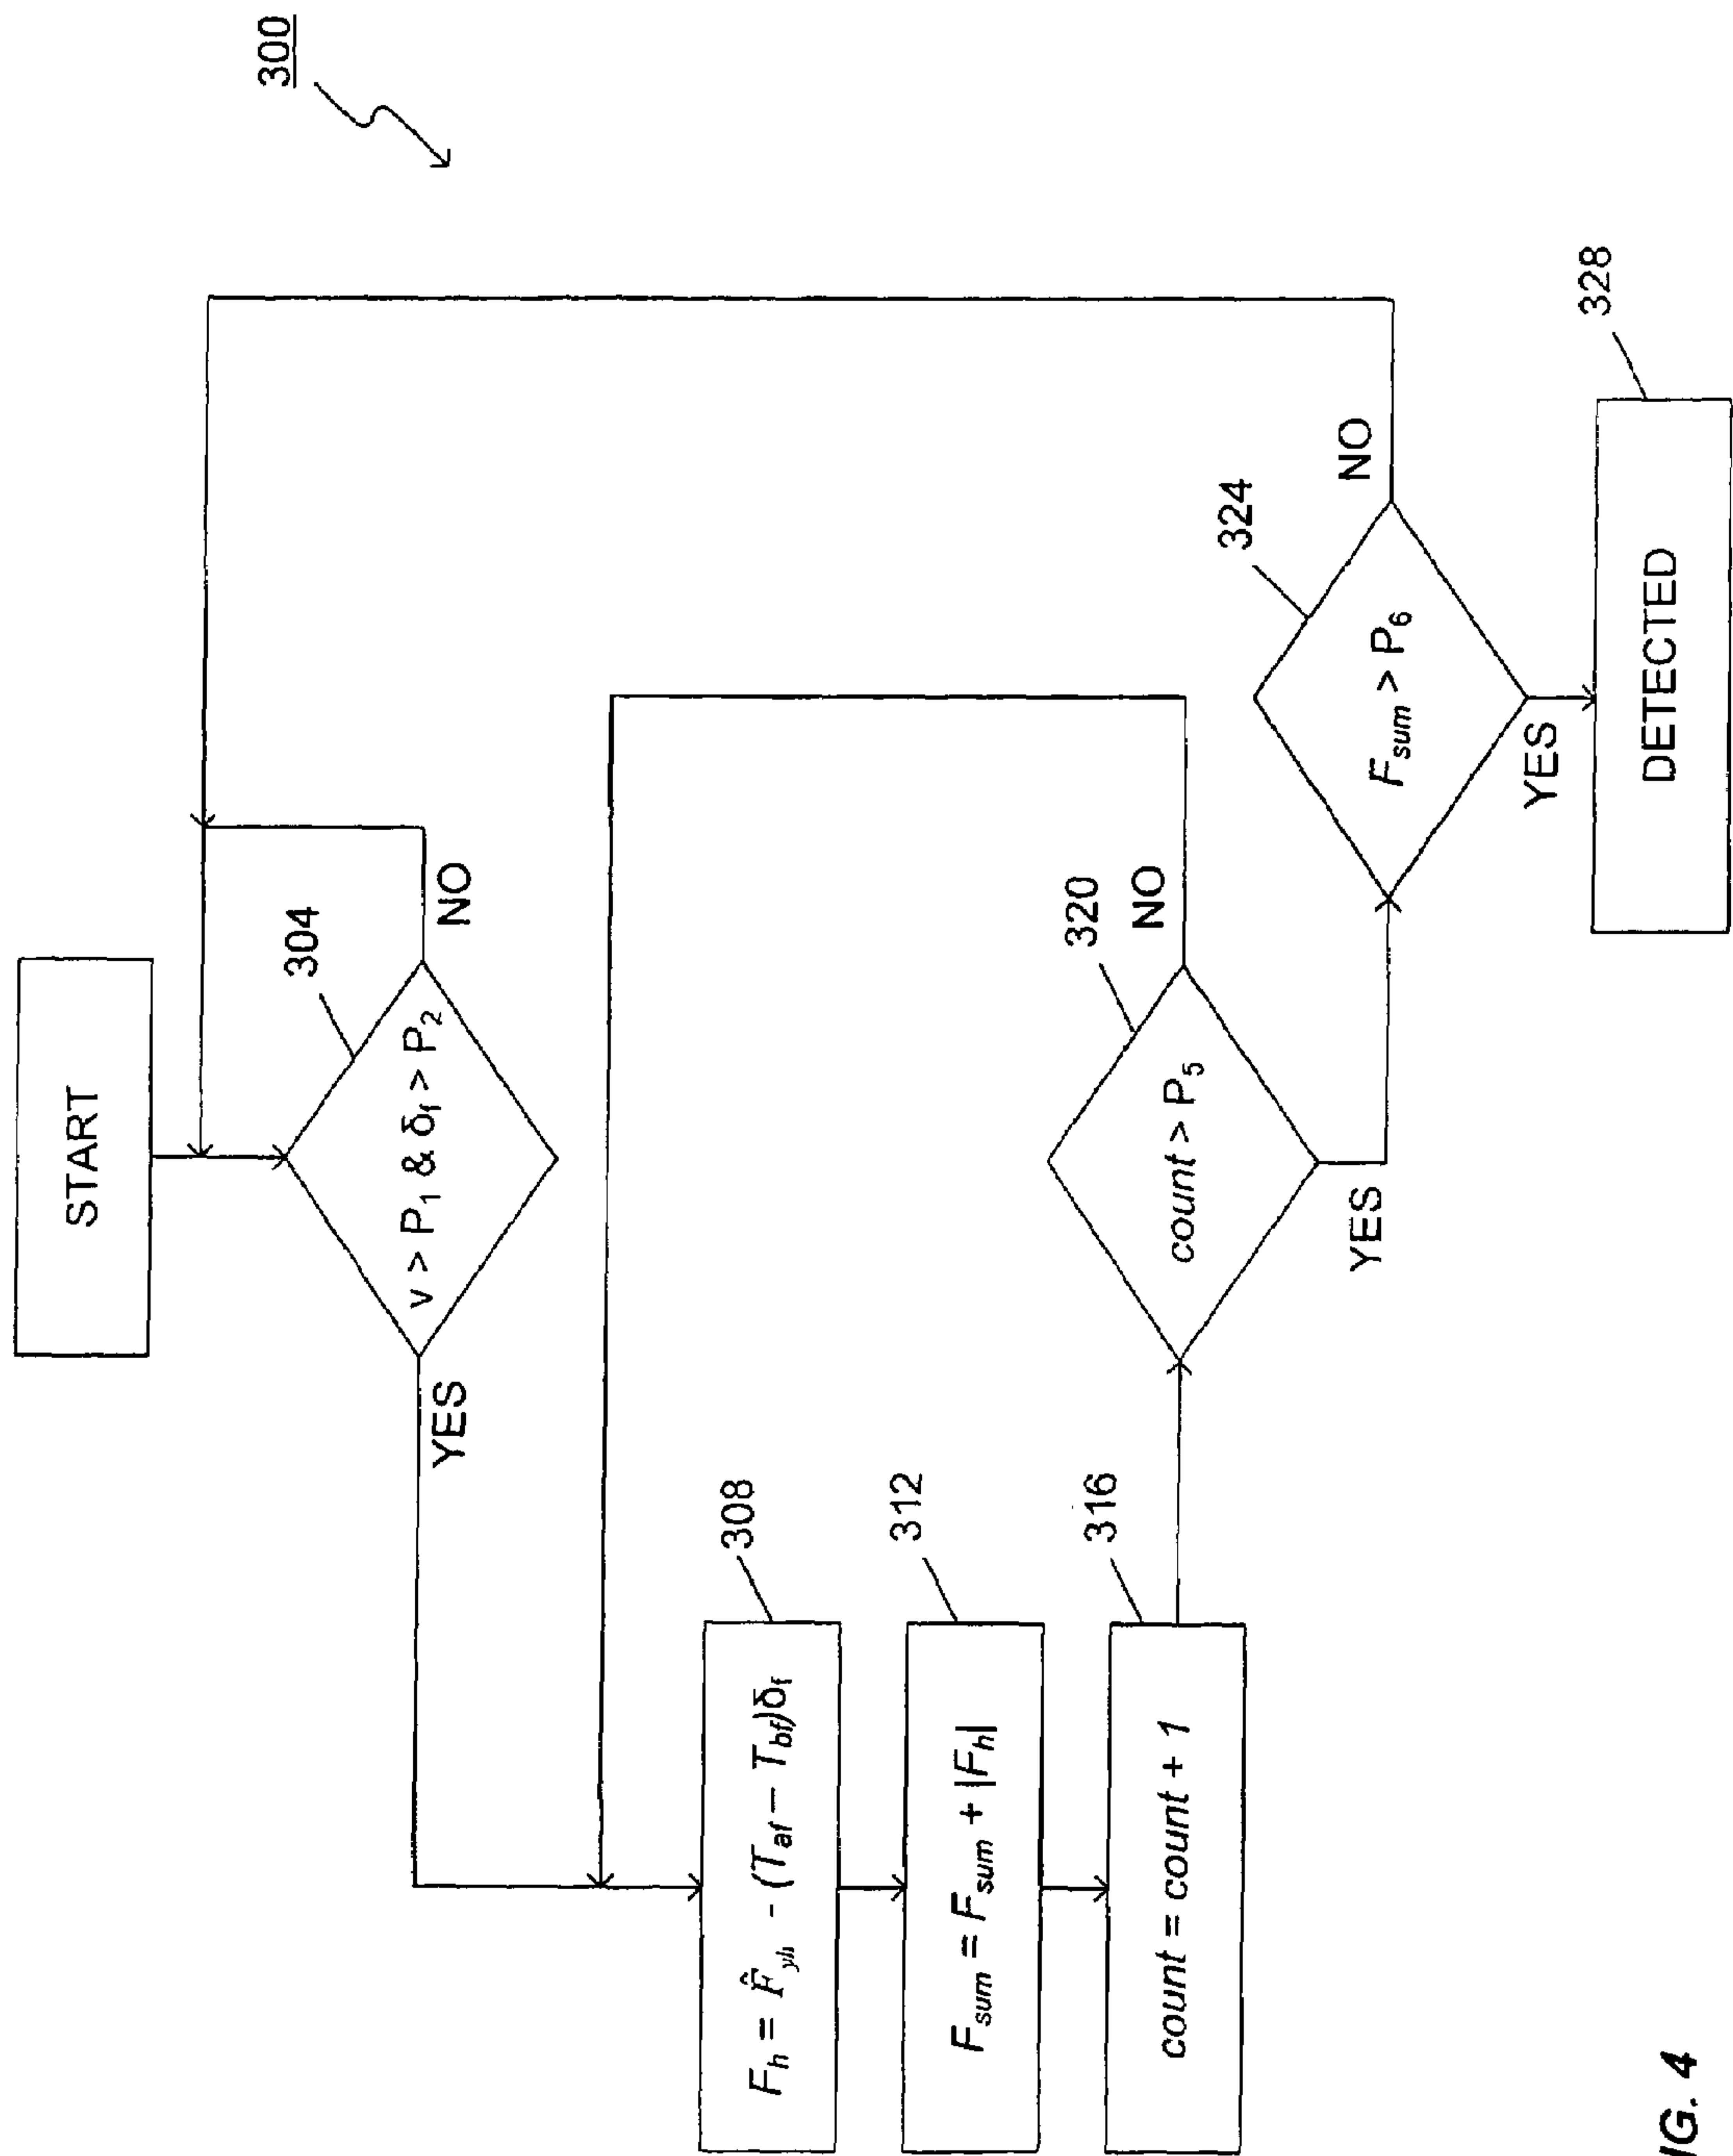 300
START
304
v > P₁ & δf > P₂
NO
YES
308
Fh = F̂yh - (Taf – Tbf)δf
312
Fsum = Fsum + |Fh|
316
count = count + 1
320
count > P₅
NO
YES
324
Fsum > P₆
NO
YES
328
DETECTED
IG. 4